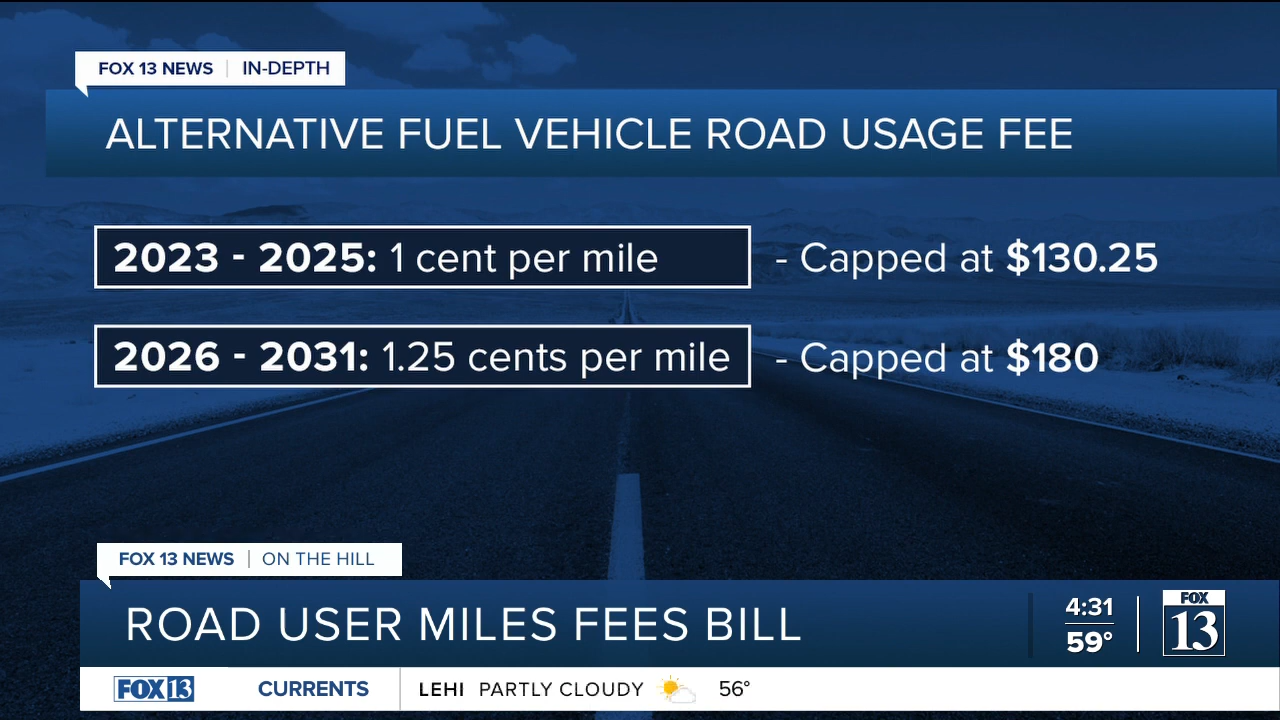 FOX 13 NEWS | IN-DEPTH
ALTERNATIVE FUEL VEHICLE ROAD USAGE FEE
2023 - 2025: 1 cent per mile - Capped at $130.25
2026 - 2031: 1.25 cents per mile - Capped at $180
FOX 13 NEWS | ON THE HILL
ROAD USER MILES FEES BILL
4:31
59°
FOX
13
FOX 13 CURRENTS LEHI PARTLY CLOUDY 56°